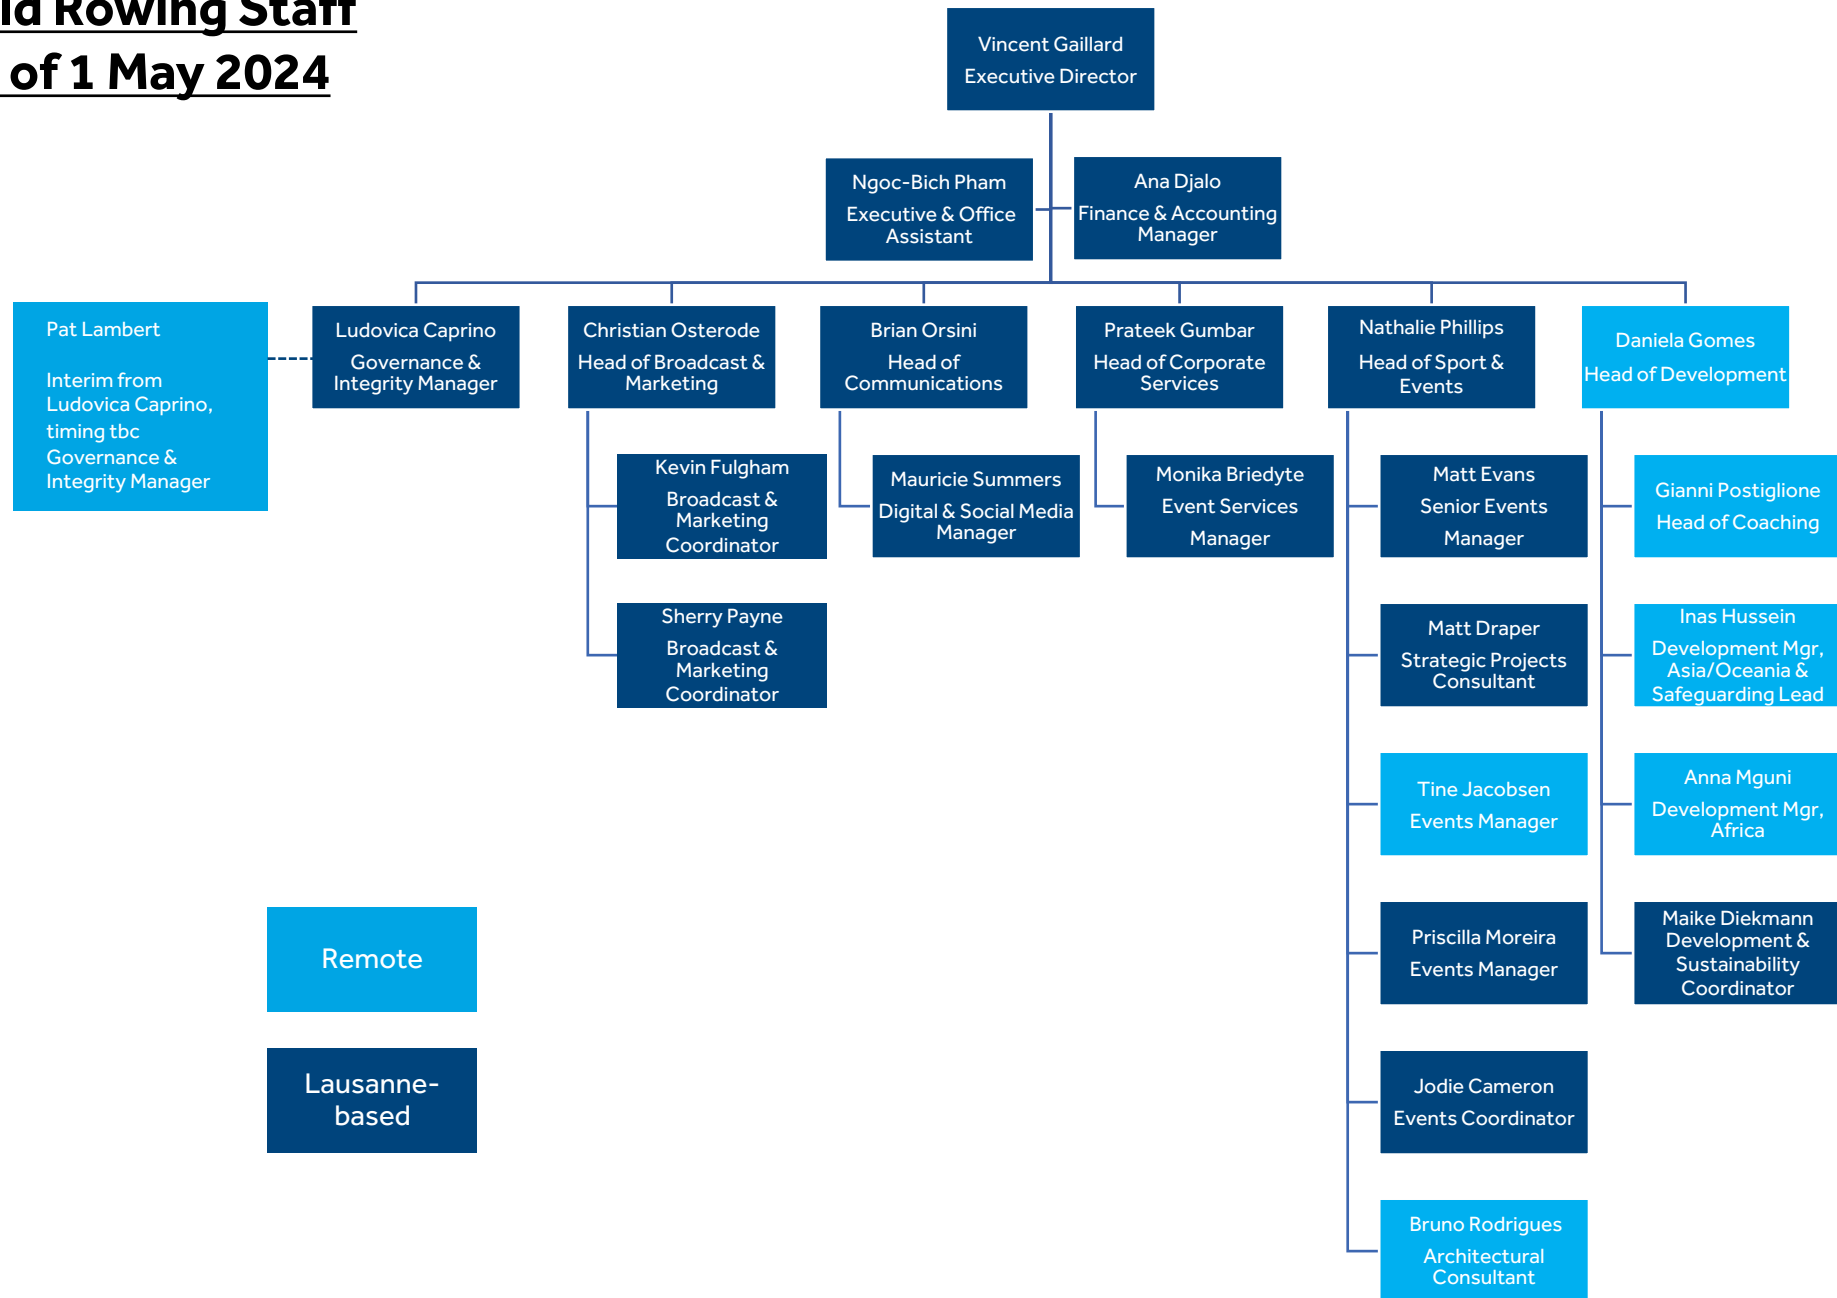 ld Rowing Staff
of 1 May 2024
Vincent Gaillard
Executive Director
Ngoc-Bich Pham
Executive & Office
Assistant
Ana Djalo
Finance & Accounting
Manager
Pat Lambert
Interim from
Ludovica Caprino,
timing tbc
Governance &
Integrity Manager
Ludovica Caprino
Governance &
Integrity Manager
Christian Osterode
Head of Broadcast &
Marketing
Brian Orsini
Head of
Communications
Prateek Gumbar
Head of Corporate
Services
Nathalie Phillips
Head of Sport &
Events
Daniela Gomes
Head of Development
Kevin Fulgham
Broadcast &
Marketing
Coordinator
Mauricie Summers
Digital & Social Media
Manager
Monika Briedyte
Event Services
Manager
Matt Evans
Senior Events
Manager
Gianni Postiglione
Head of Coaching
Sherry Payne
Broadcast &
Marketing
Coordinator
Matt Draper
Strategic Projects
Consultant
Inas Hussein
Development Mgr,
Asia/Oceania &
Safeguarding Lead
Tine Jacobsen
Events Manager
Anna Mguni
Development Mgr,
Africa
Remote
Priscilla Moreira
Events Manager
Maike Diekmann
Development &
Sustainability
Coordinator
Lausanne-
based
Jodie Cameron
Events Coordinator
Bruno Rodrigues
Architectural
Consultant